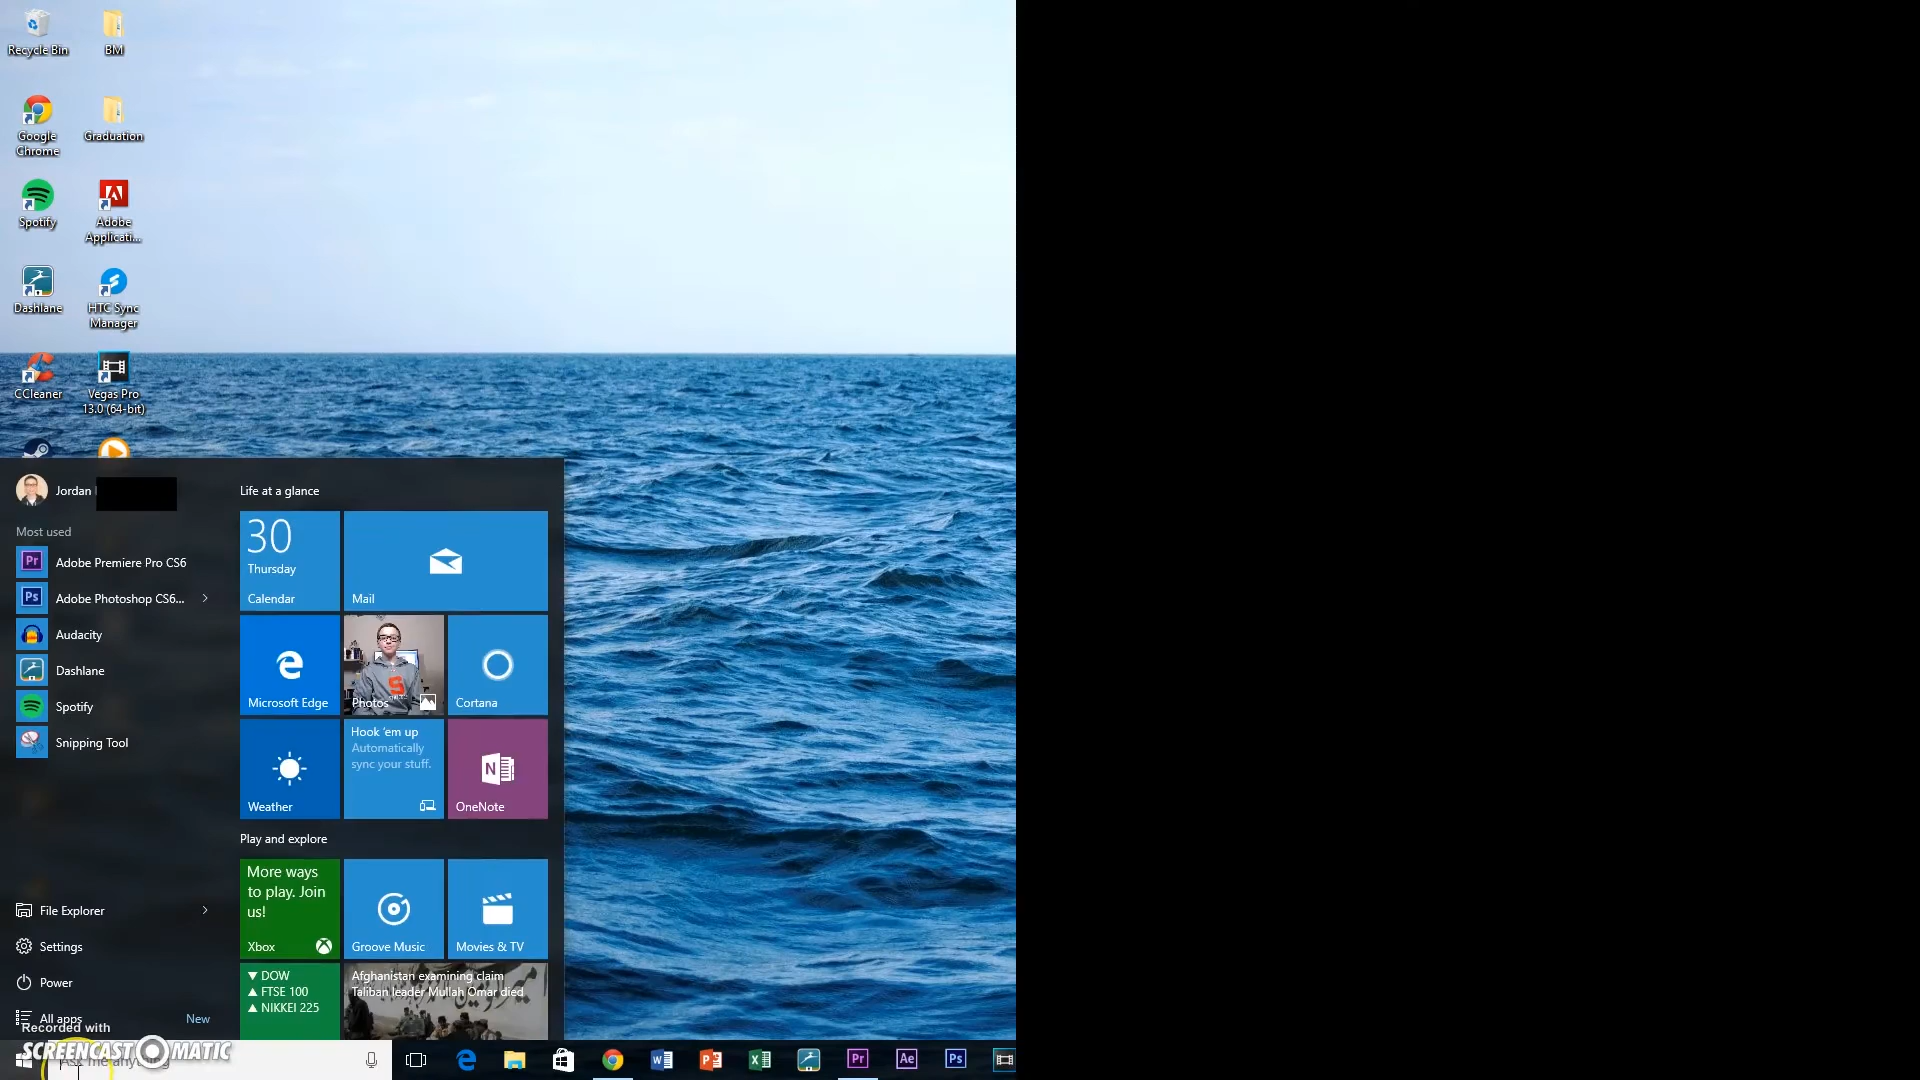 Recycle Bin
BM
Google
Chrome
Graduation
Spotify
Adobe
Applicati...
Dashlane
HTC Sync
Manager
CCleaner
Vegas Pro
13.0 (64-bit)
Jordan
Most used
Adobe Premiere Pro CS6
Adobe Photoshop CS6...
Audacity
Dashlane
Spotify
Snipping Tool
File Explorer
Settings
Power
All apps
New
Life at a glance
30
Thursday
Calendar
Mail
Microsoft Edge
Photos
Cortana
Weather
Hook 'em up
Automatically
sync your stuff.
OneNote
Play and explore
More ways
to play. Join
us!
Xbox
Groove Music
Movies & TV
▼ DOW
▲ FTSE 100
▲ NIKKEI 225
Afghanistan examining claim
Taliban leader Mullah Omar died
Recorded with
SCREENCAST-O-MATIC
Ask me anything